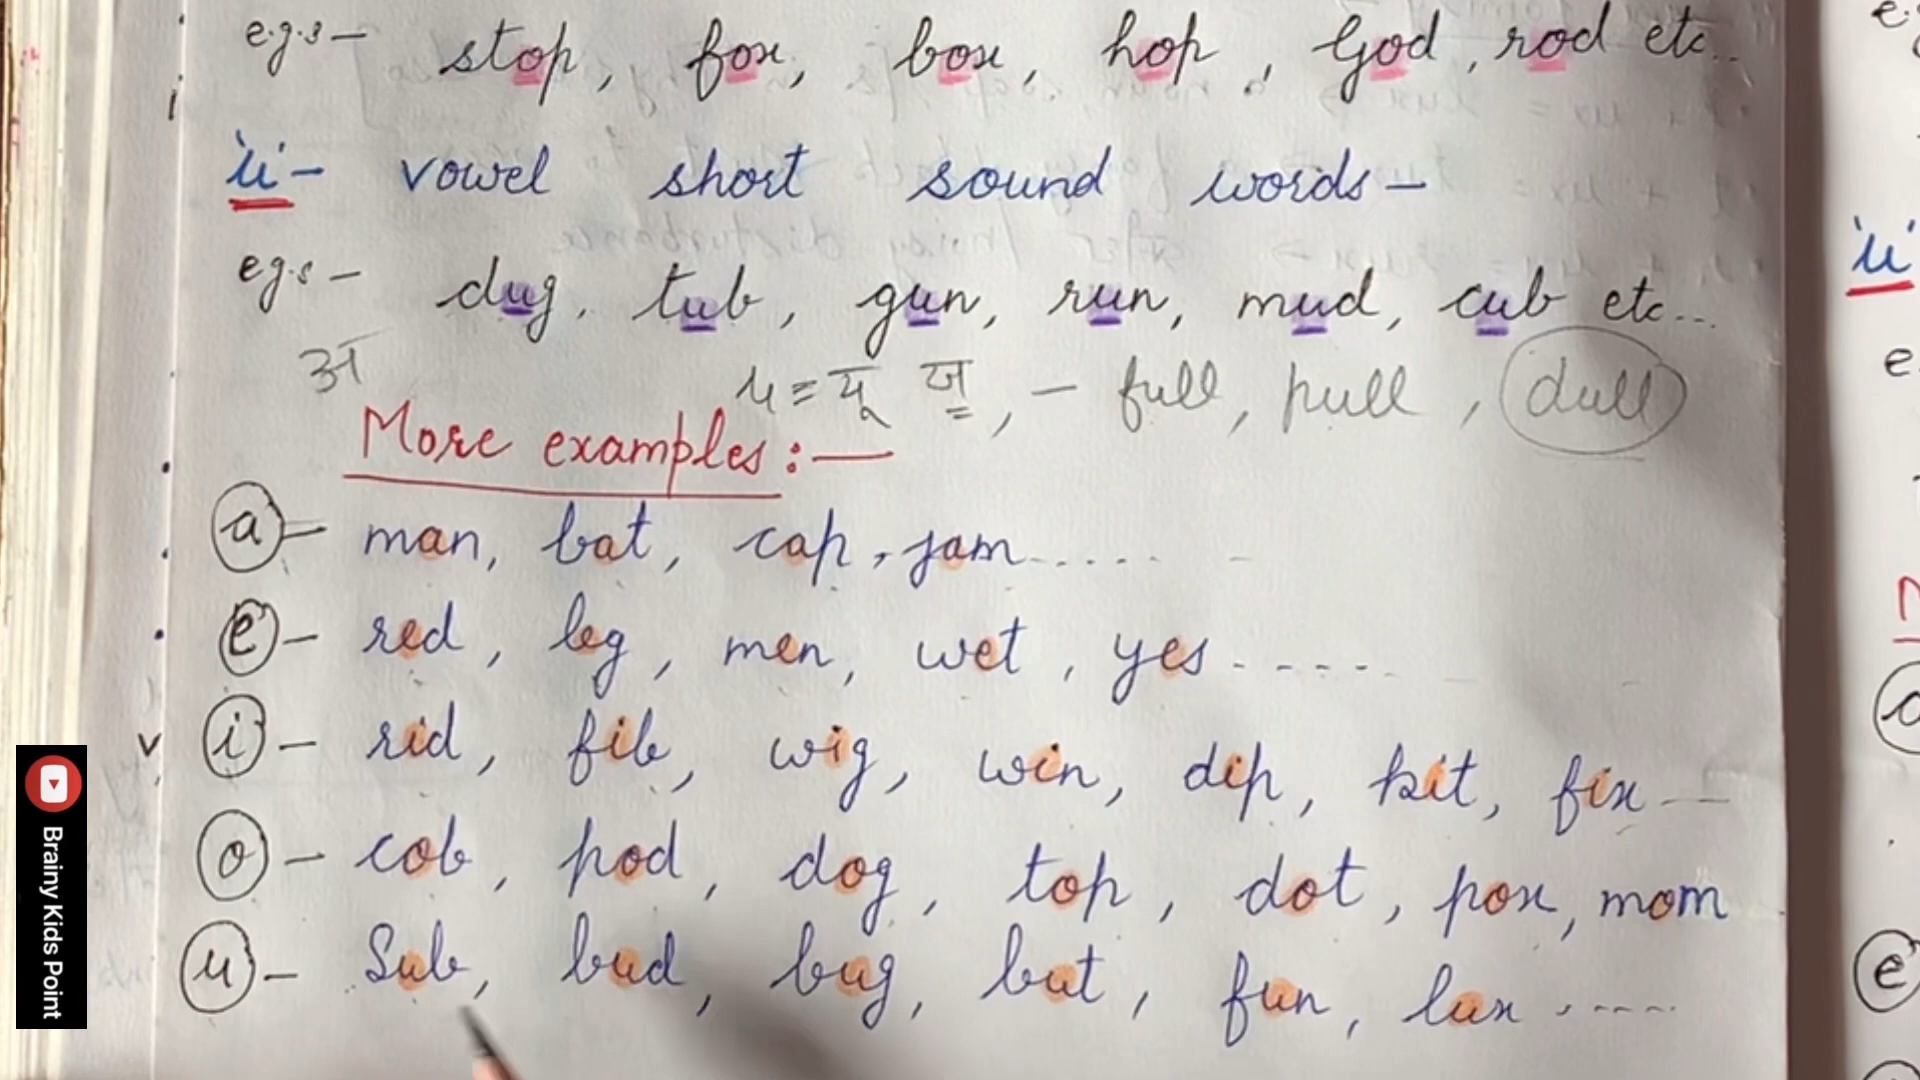 e.g.s – stop, fox, box, hop, God, rod etc...
'u' – vowel short sound words –
e.g.s – dug, tub, gun, run, mud, cub etc...
अ u = यू , – full, pull, dull
More examples :—
a – man, bat, cap, jam.....
e – red, leg, men, wet, yes.....
i – rid, fib, wig, win, dip, kit, fix —
o – cob, pod, dog, top, dot, pox, mom
u – Sub, bud, bug, but, fun, lux.....
Brainy Kids Point